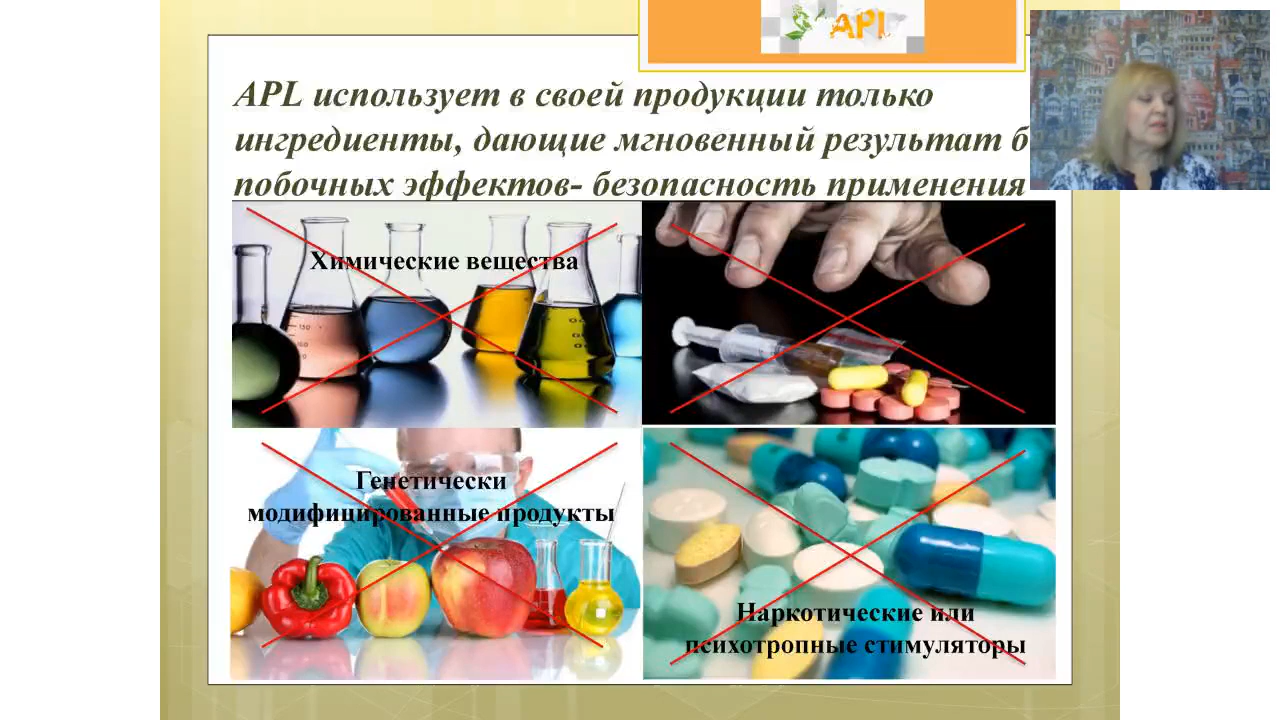 APL
APL использует в своей продукции только
ингредиенты, дающие мгновенный результат б
побочных эффектов- безопасность применения
Химические вещества
Генетически
модифицированные продукты
Наркотические или
психотропные стимуляторы